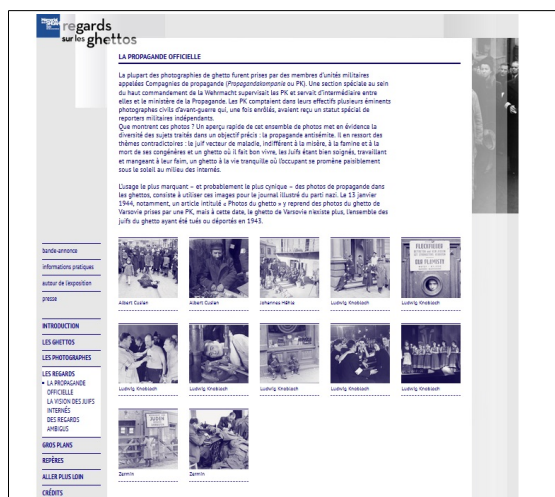 regards
sur les ghettos
LA PROPAGANDE OFFICIELLE
La plupart des photographies de ghetto furent prises par des membres d'unités militaires
appelées Compagnies de propagande (Propagandakompanie ou PK). Une section spéciale au sein
du haut commandement de la Wehrmacht supervisait les PK et servait d'intermédiaire entre
elles et le ministère de la Propagande. Les PK comptaient dans leurs effectifs plusieurs éminents
photographes civils d'avant-guerre qui, une fois enrôlés, avaient reçu un statut spécial de
reporters militaires indépendants.
Que montrent ces photos ? Un aperçu rapide de cet ensemble de photos met en évidence la
diversité des sujets traités dans un objectif précis : la propagande antisémite. Il en ressort des
thèmes contradictoires : le juif vecteur de maladie, indifférent à la misère, à la famine et à la
mort de ses congénères et un ghetto où il fait bon vivre, les Juifs étant bien soignés, travaillant
et mangeant à leur faim, un ghetto à la vie tranquille où l'occupant se promène paisiblement
sous le soleil au milieu des internés.
L'usage le plus marquant – et probablement le plus cynique – des photos de propagande dans
les ghettos, consiste à utiliser ces images pour le journal illustré du parti nazi. Le 13 janvier
1944, notamment, un article intitulé « Photos du ghetto » y reprend des photos du ghetto de
Varsovie prises par une PK, mais à cette date, le ghetto de Varsovie n'existe plus, l'ensemble des
juifs du ghetto ayant été tués ou déportés en 1943.
bande-annonce
informations pratiques
autour de l'exposition
presse
INTRODUCTION
LES GHETTOS
LES PHOTOGRAPHES
LES REGARDS
LA PROPAGANDE
OFFICIELLE
LA VISION DES JUIFS
INTERNÉS
DES REGARDS
AMBIGUS
GROS PLANS
REPÈRES
ALLER PLUS LOIN
CRÉDITS
Albert Cusian
Albert Cusian
Johannes Hähle
Ludwig Knobloch
Ludwig Knobloch
Ludwig Knobloch
Ludwig Knobloch
Ludwig Knobloch
Ludwig Knobloch
Ludwig Knobloch
Zermin
Zermin